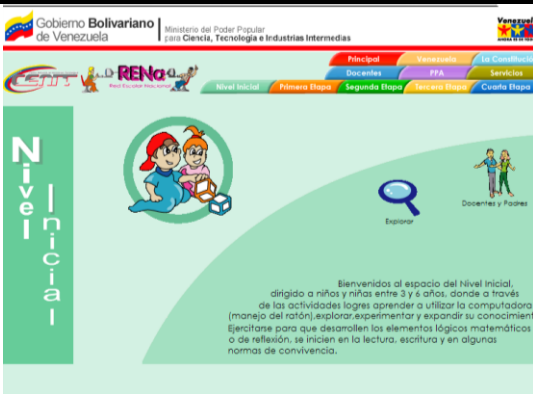 Gobierno Bolivariano
de Venezuela
Ministerio del Poder Popular
para Ciencia, Tecnología e Industrias Intermedias
Venezuela
Principal Venezuela La Constitución
Docentes PPA Servicios
Nivel Inicial Primera Etapa Segunda Etapa Tercera Etapa Cuarta Etapa
RENa
Red Escolar Nacional
Nivel
Inicial
Explorar
Docentes y Padres
Bienvenidos al espacio del Nivel Inicial,
dirigido a niños y niñas entre 3 y 6 años, donde a través
de las actividades logres aprender a utilizar la computadora
(manejo del ratón),explorar,experimentar y expandir su conocimient
Ejercitarse para que desarrollen los elementos lógicos matemáticos
o de reflexión, se inicien en la lectura, escritura y en algunas
normas de convivencia.